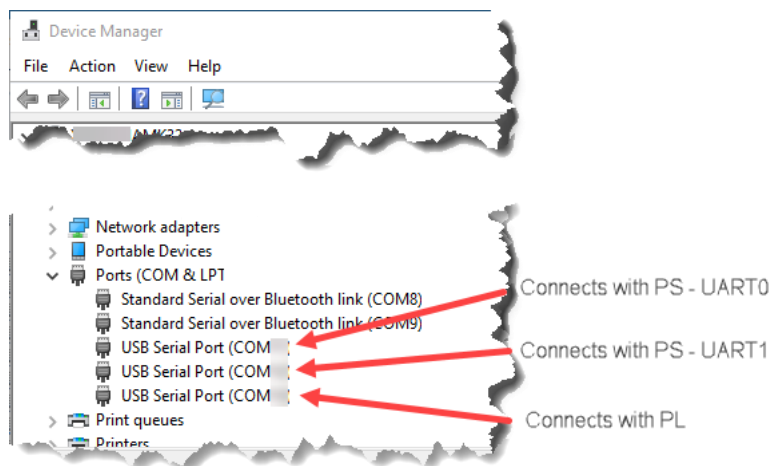 Device Manager
File Action View Help
Network adapters
Portable Devices
Ports (COM & LPT
Standard Serial over Bluetooth link (COM8)
Standard Serial over Bluetooth link (COM9)
USB Serial Port (COM
USB Serial Port (COM
USB Serial Port (COM
Print queues
Printers
Connects with PS - UART0
Connects with PS - UART1
Connects with PL